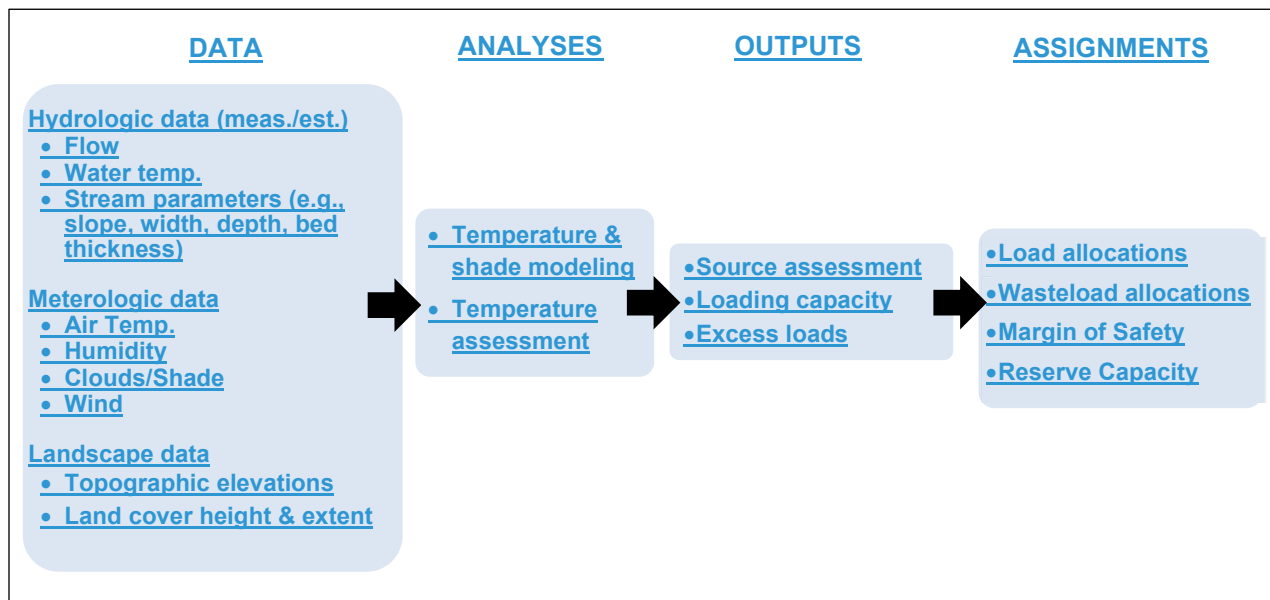 DATA
Hydrologic data (meas./est.)
• Flow
• Water temp.
• Stream parameters (e.g.,
slope, width, depth, bed
thickness)
Meterologic data
• Air Temp.
• Humidity
• Clouds/Shade
• Wind
Landscape data
• Topographic elevations
• Land cover height & extent
ANALYSES
• Temperature &
shade modeling
• Temperature
assessment
OUTPUTS
•Source assessment
•Loading capacity
•Excess loads
ASSIGNMENTS
•Load allocations
•Wasteload allocations
•Margin of Safety
•Reserve Capacity